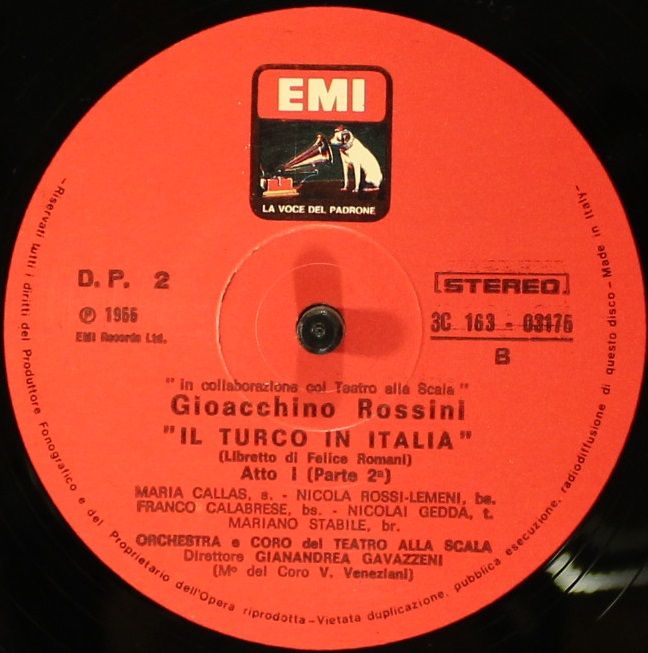 EMI
LA VOCE DEL PADRONE
D. P. 2
STEREO
℗ 1955
EMI Records Ltd.
3C 163 - 03175
B
" in collaborazione col Teatro alla Scala "
Gioacchino Rossini
"IL TURCO IN ITALIA"
(Libretto di Felice Romani)
Atto I (Parte 2ª)
MARIA CALLAS, s. - NICOLA ROSSI-LEMENI, bs.
FRANCO CALABRESE, bs. - NICOLAI GEDDA, t.
MARIANO STABILE, br.
ORCHESTRA e CORO del TEATRO ALLA SCALA
Direttore GIANANDREA GAVAZZENI
(Mº del Coro V. Veneziani)
-Riservati tutti i diritti del Produttore Fonografico e del Proprietario dell'Opera riprodotta-Vietata duplicazione, pubblica esecuzione, radiodiffusione di questo disco - Made in Italy-